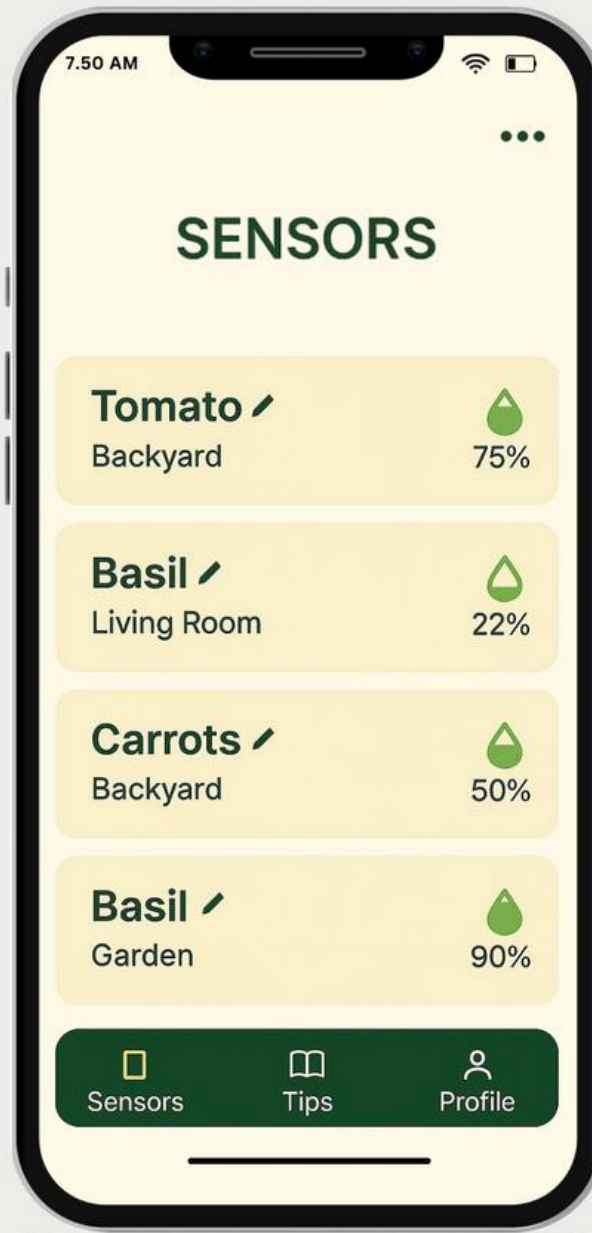 7.50 AM
SENSORS
Tomato
Backyard
75%
Basil
Living Room
22%
Carrots
Backyard
50%
Basil
Garden
90%
Sensors
Tips
Profile